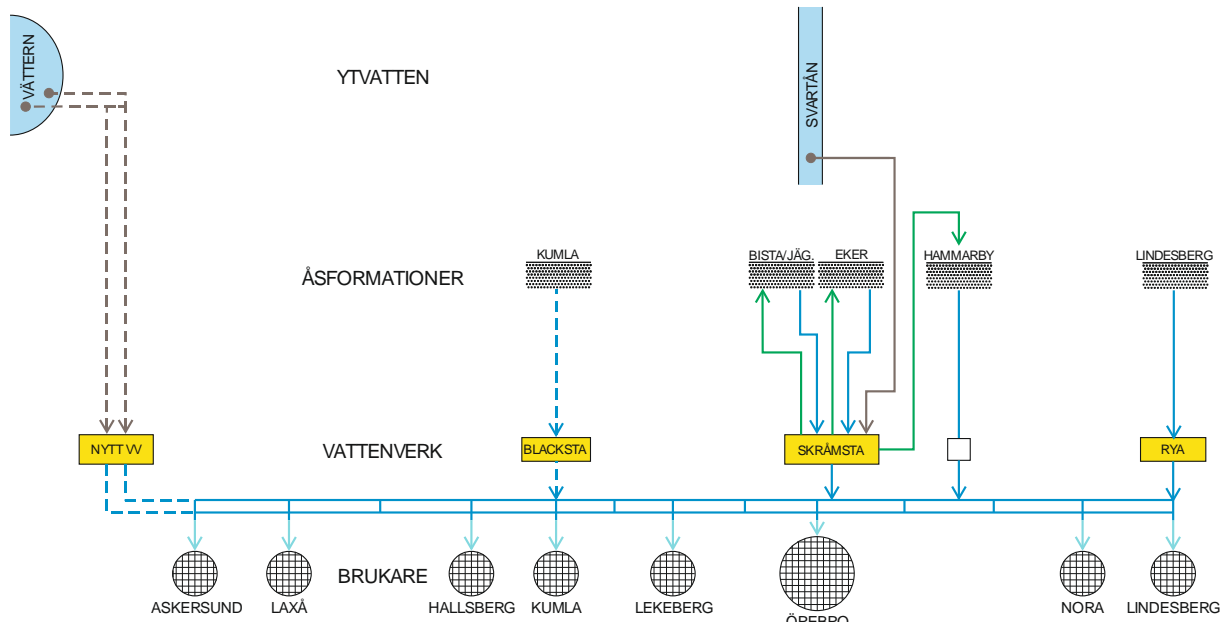 VÄTTERN
YTVATTEN
SVARTÅN
ÅSFORMATIONER
KUMLA
BISTA/JÄG.
EKER
HAMMARBY
LINDESBERG
NYTT VV
VATTENVERK
BLACKSTA
SKRÅMSTA
RYA
BRUKARE
ASKERSUND
LAXÅ
HALLSBERG
KUMLA
LEKEBERG
ÖREBRO
NORA
LINDESBERG